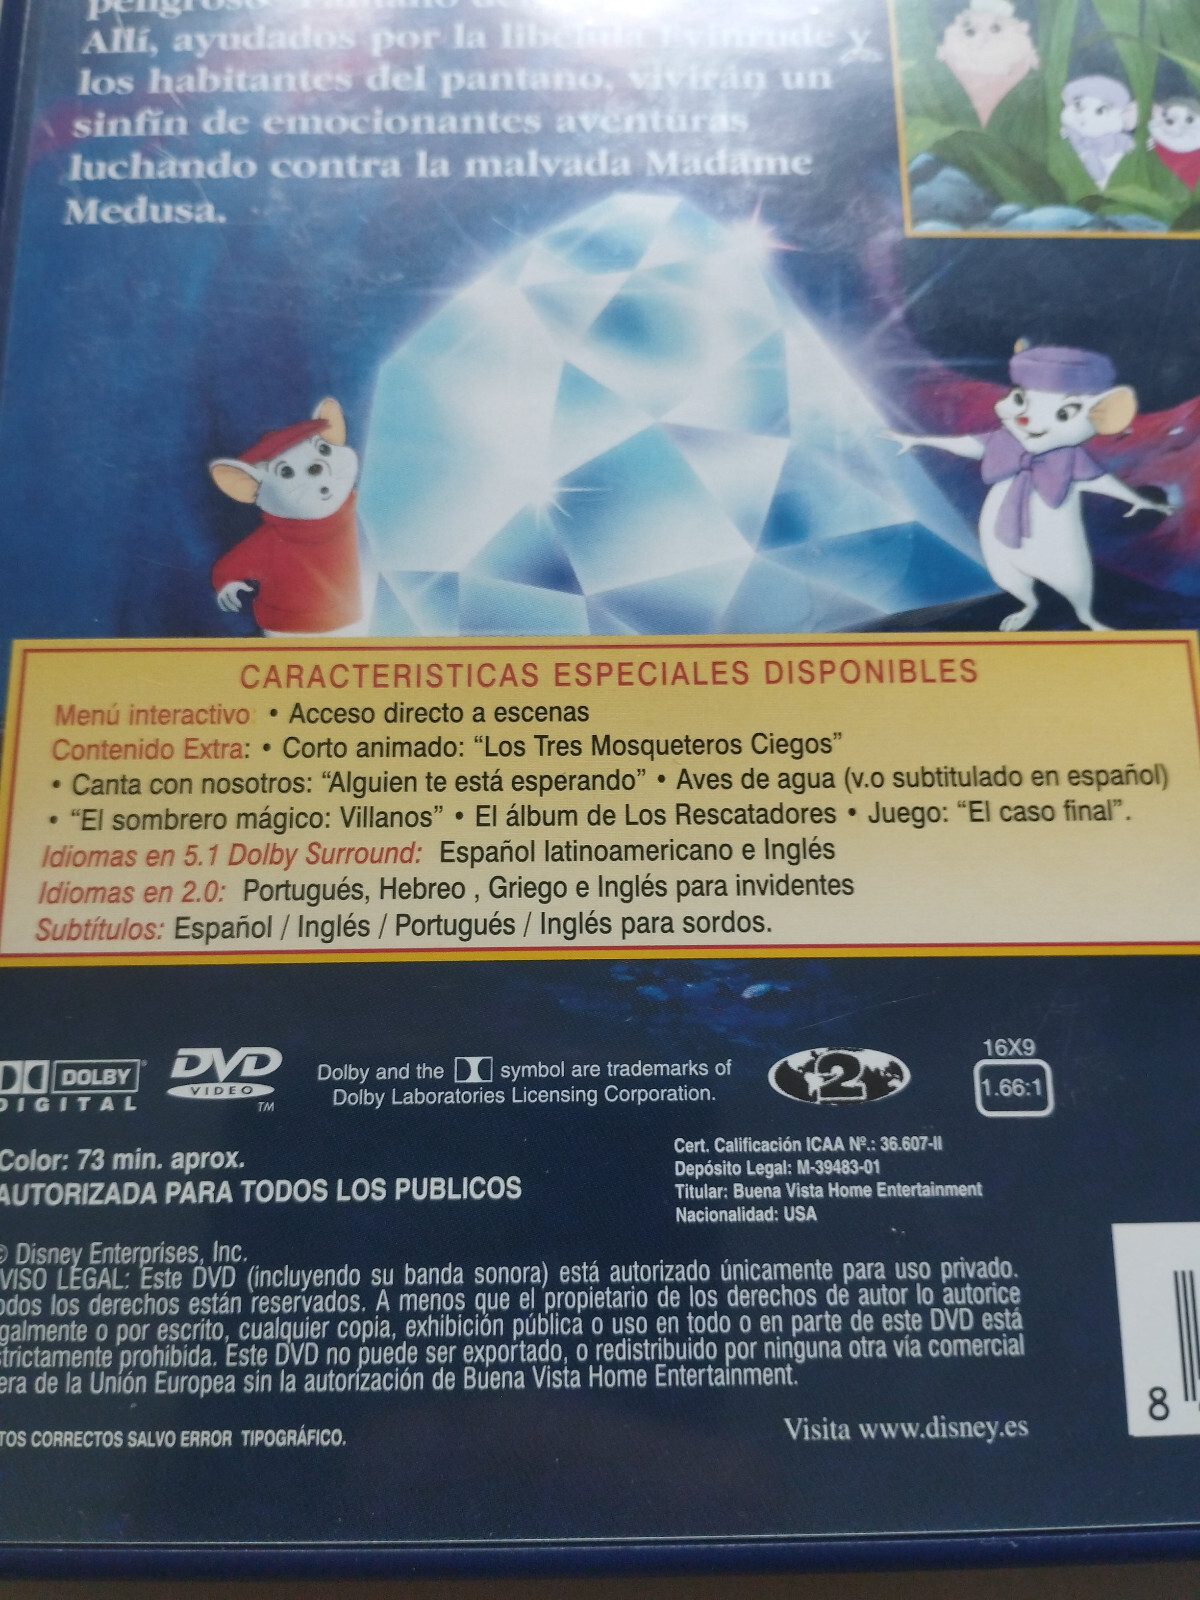 peligroso
Allí, ayudados por la libélula Evinrude y
los habitantes del pantano, vivirán un
sinfín de emocionantes aventuras
luchando contra la malvada Madame
Medusa.
CARACTERISTICAS ESPECIALES DISPONIBLES
Menú interactivo: • Acceso directo a escenas
Contenido Extra: • Corto animado: “Los Tres Mosqueteros Ciegos”
• Canta con nosotros: “Alguien te está esperando” • Aves de agua (v.o subtitulado en español)
• “El sombrero mágico: Villanos” • El álbum de Los Rescatadores • Juego: “El caso final”.
Idiomas en 5.1 Dolby Surround: Español latinoamericano e Inglés
Idiomas en 2.0: Portugués, Hebreo , Griego e Inglés para invidentes
Subtítulos: Español / Inglés / Portugués / Inglés para sordos.
DOLBY
DIGITAL
DVD
VIDEO
TM
Dolby and the symbol are trademarks of
Dolby Laboratories Licensing Corporation.
2
16X9
1.66:1
Color: 73 min. aprox.
AUTORIZADA PARA TODOS LOS PUBLICOS
Cert. Calificación ICAA Nº.: 36.607-II
Depósito Legal: M-39483-01
Titular: Buena Vista Home Entertainment
Nacionalidad: USA
© Disney Enterprises, Inc.
VISO LEGAL: Este DVD (incluyendo su banda sonora) está autorizado únicamente para uso privado.
odos los derechos están reservados. A menos que el propietario de los derechos de autor lo autorice
galmente o por escrito, cualquier copia, exhibición pública o uso en todo o en parte de este DVD está
strictamente prohibida. Este DVD no puede ser exportado, o redistribuido por ninguna otra vía comercial
era de la Unión Europea sin la autorización de Buena Vista Home Entertainment.
TOS CORRECTOS SALVO ERROR TIPOGRÁFICO.
Visita www.disney.es
8